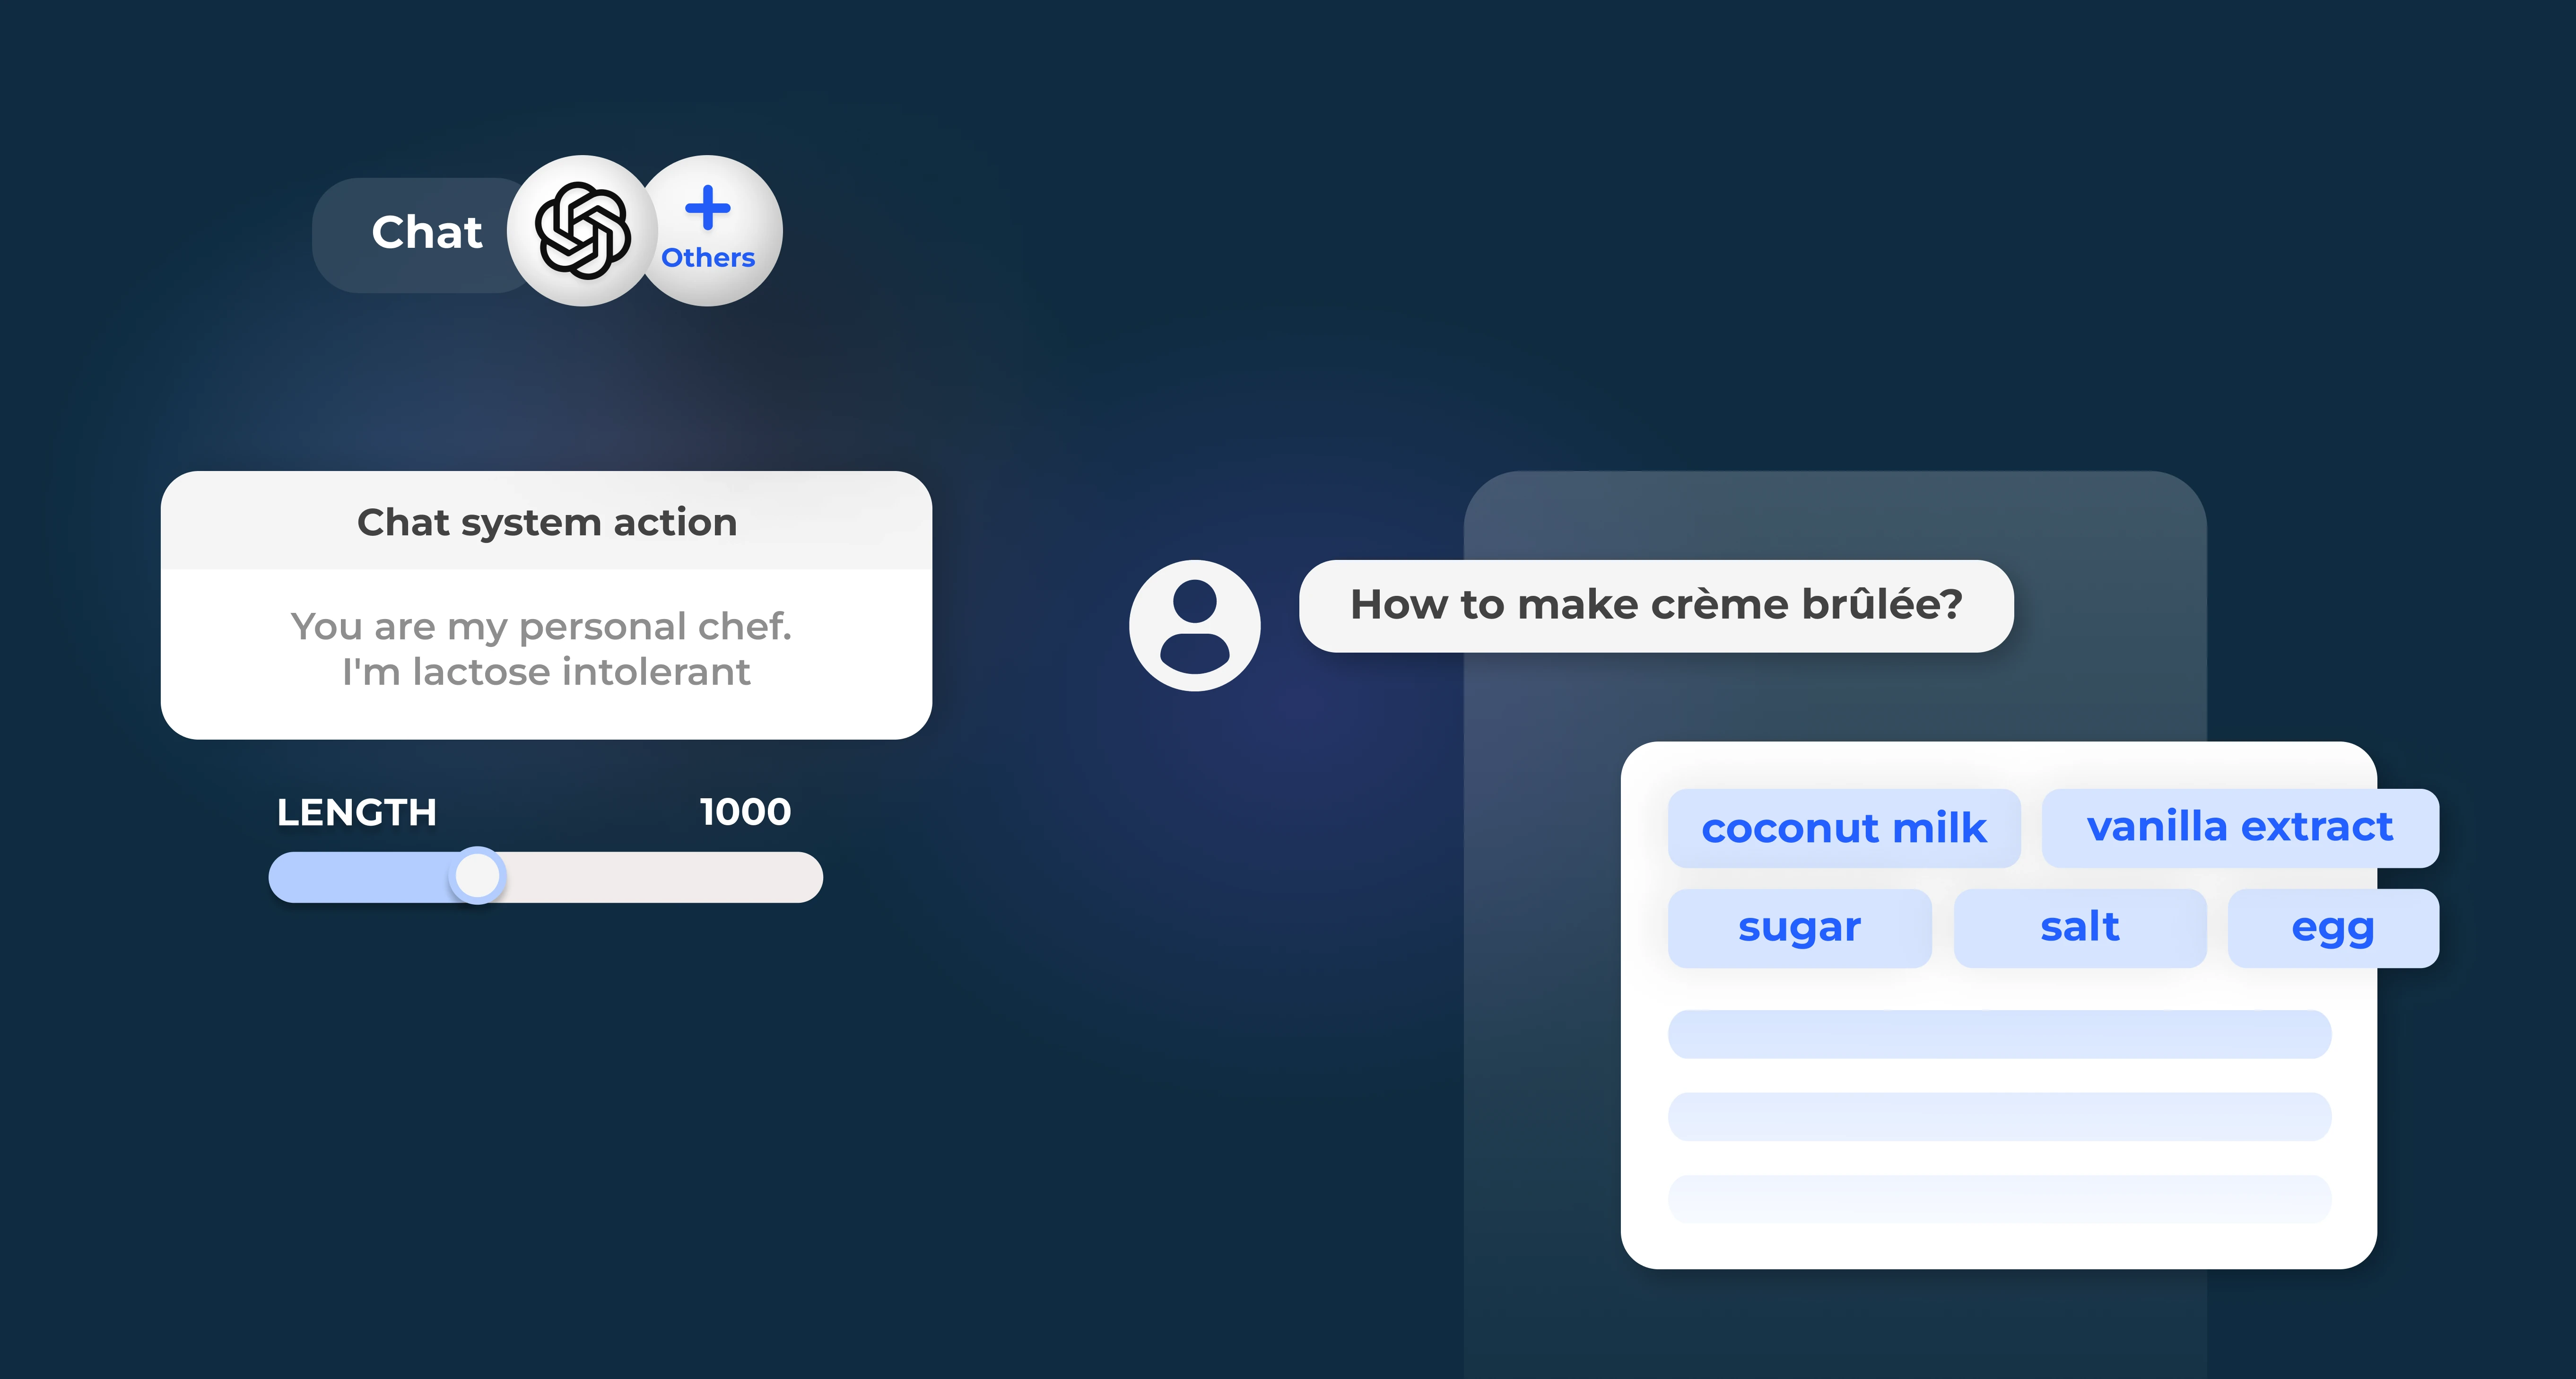 Chat
Others
Chat system action
You are my personal chef.
I'm lactose intolerant
LENGTH 1000
How to make crème brûlée?
coconut milk vanilla extract
sugar salt egg